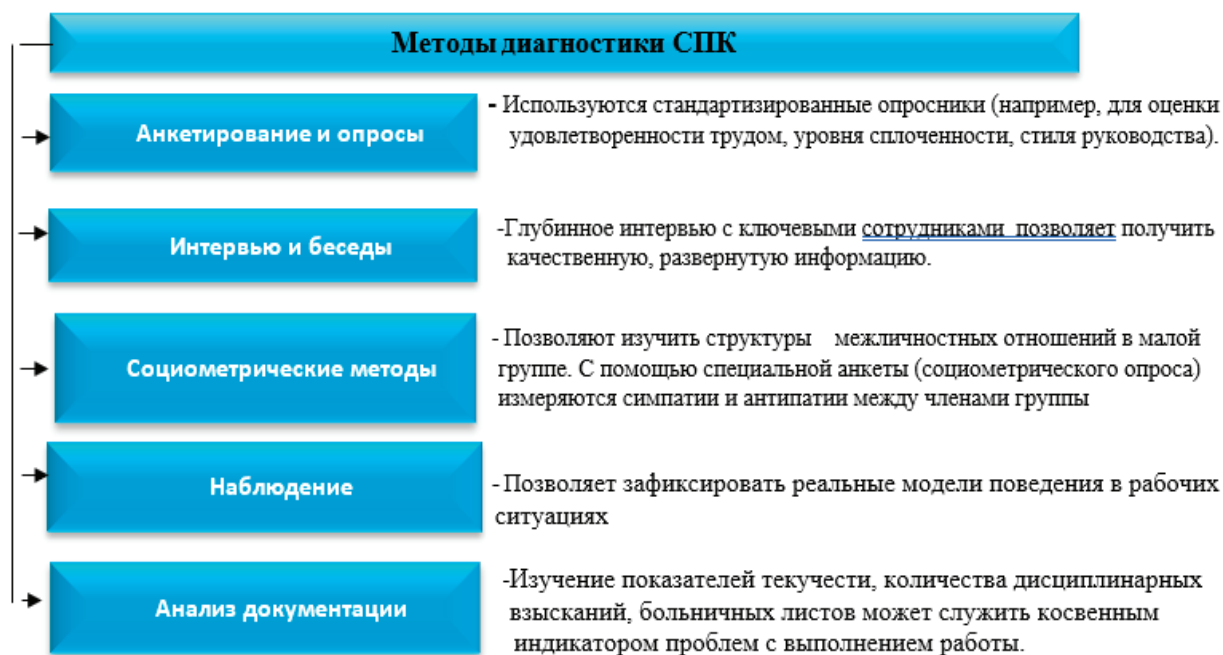 Методы диагностики СПК
Анкетирование и опросы
- Используются стандартизированные опросники (например, для оценки
удовлетворенности трудом, уровня сплоченности, стиля руководства).
Интервью и беседы
-Глубинное интервью с ключевыми сотрудниками позволяет получить
качественную, развернутую информацию.
Социометрические методы
- Позволяют изучить структуры межличностных отношений в малой
группе. С помощью специальной анкеты (социометрического опроса)
измеряются симпатии и антипатии между членами группы
Наблюдение
- Позволяет зафиксировать реальные модели поведения в рабочих
ситуациях
Анализ документации
-Изучение показателей текучести, количества дисциплинарных
взысканий, больничных листов может служить косвенным
индикатором проблем с выполнением работы.